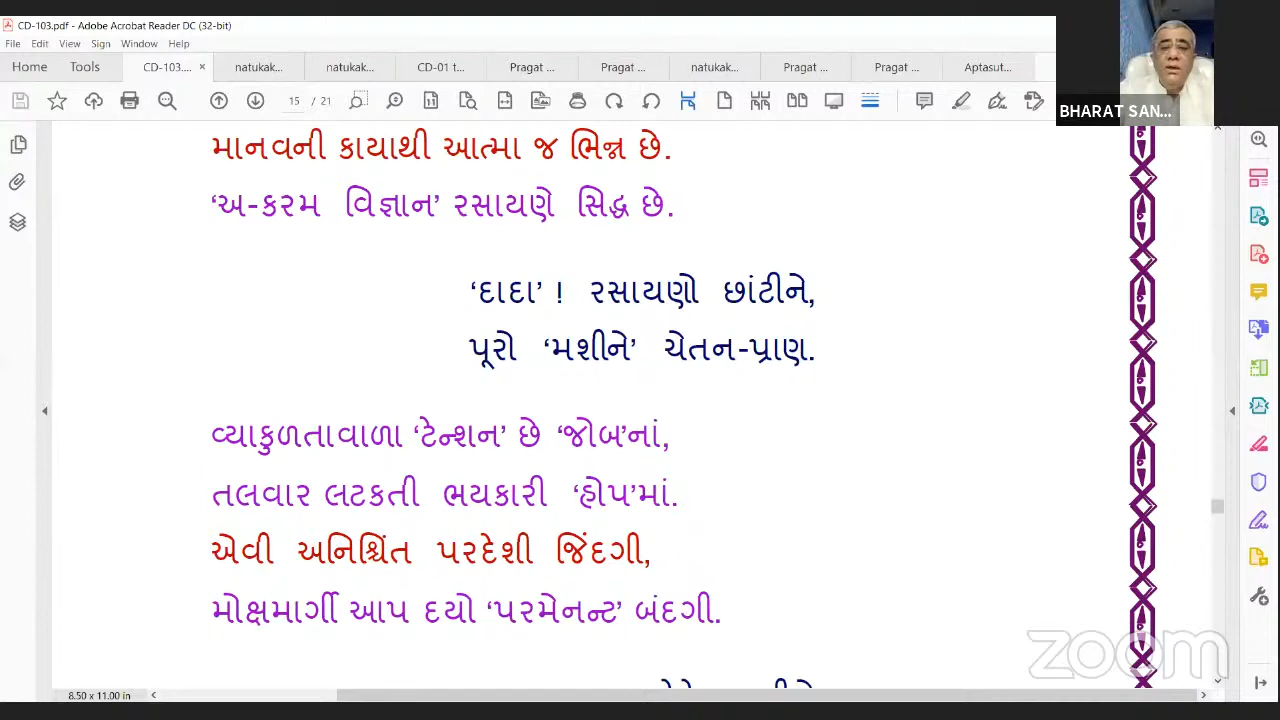 CD-103.pdf - Adobe Acrobat Reader DC (32-bit)
File Edit View Sign Window Help
Home Tools CD-103.... × natukak... natukak... CD-01 t... Pragat ... Pragat ... natukak... Pragat ... Pragat ... Aptasut...
15 / 21
BHARAT SAN...
માનવની કાયાથી આત્મા જ ભિન્ન છે.
‘અ-કરમ વિજ્ઞાન’ રસાયણે સિદ્ધ છે.
‘દાદા’ ! રસાયણો છાંટીને,
પૂરો ‘મશીને’ ચેતન-પ્રાણ.
વ્યાકુળતાવાળા ‘ટેન્શન’ છે ‘જોબ’નાં,
તલવાર લટકતી ભયકારી ‘હોપ’માં.
એવી અનિશ્ચિંત પરદેશી જિંદગી,
મોક્ષમાર્ગી આપ દયો ‘પરમેનન્ટ’ બંદગી.
zoom
8.50 x 11.00 in